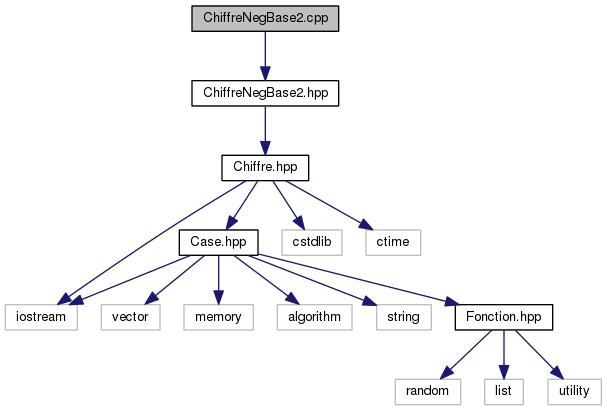 ChiffreNegBase2.cpp
ChiffreNegBase2.hpp
Chiffre.hpp
Case.hpp
cstdlib
ctime
iostream
vector
memory
algorithm
string
Fonction.hpp
random
list
utility